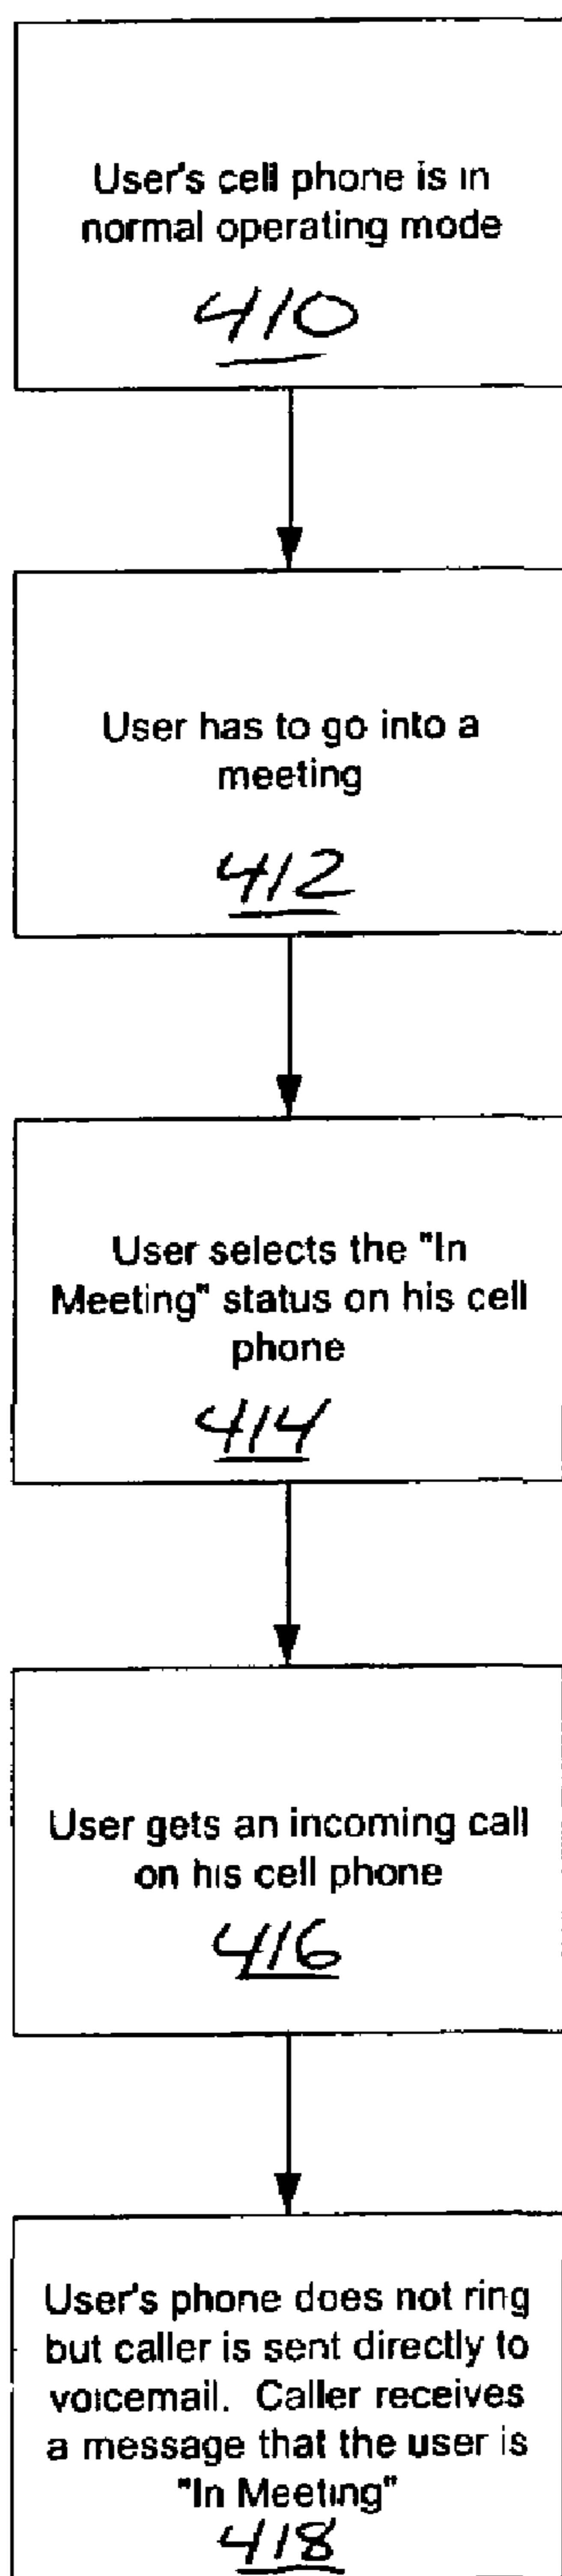 User's cell phone is in
normal operating mode
410
User has to go into a
meeting
412
User selects the "In
Meeting" status on his cell
phone
414
User gets an incoming call
on his cell phone
416
User's phone does not ring
but caller is sent directly to
voicemail. Caller receives
a message that the user is
"In Meeting"
418